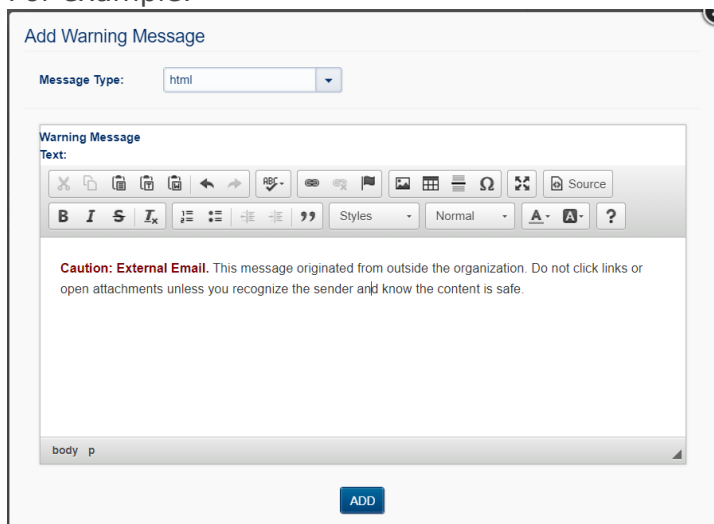 For example:
Add Warning Message
Message Type: html
Warning Message
Text:
ABC Source
B I S Ix Styles Normal A A ?
Caution: External Email. This message originated from outside the organization. Do not click links or
open attachments unless you recognize the sender and know the content is safe.
body p
ADD